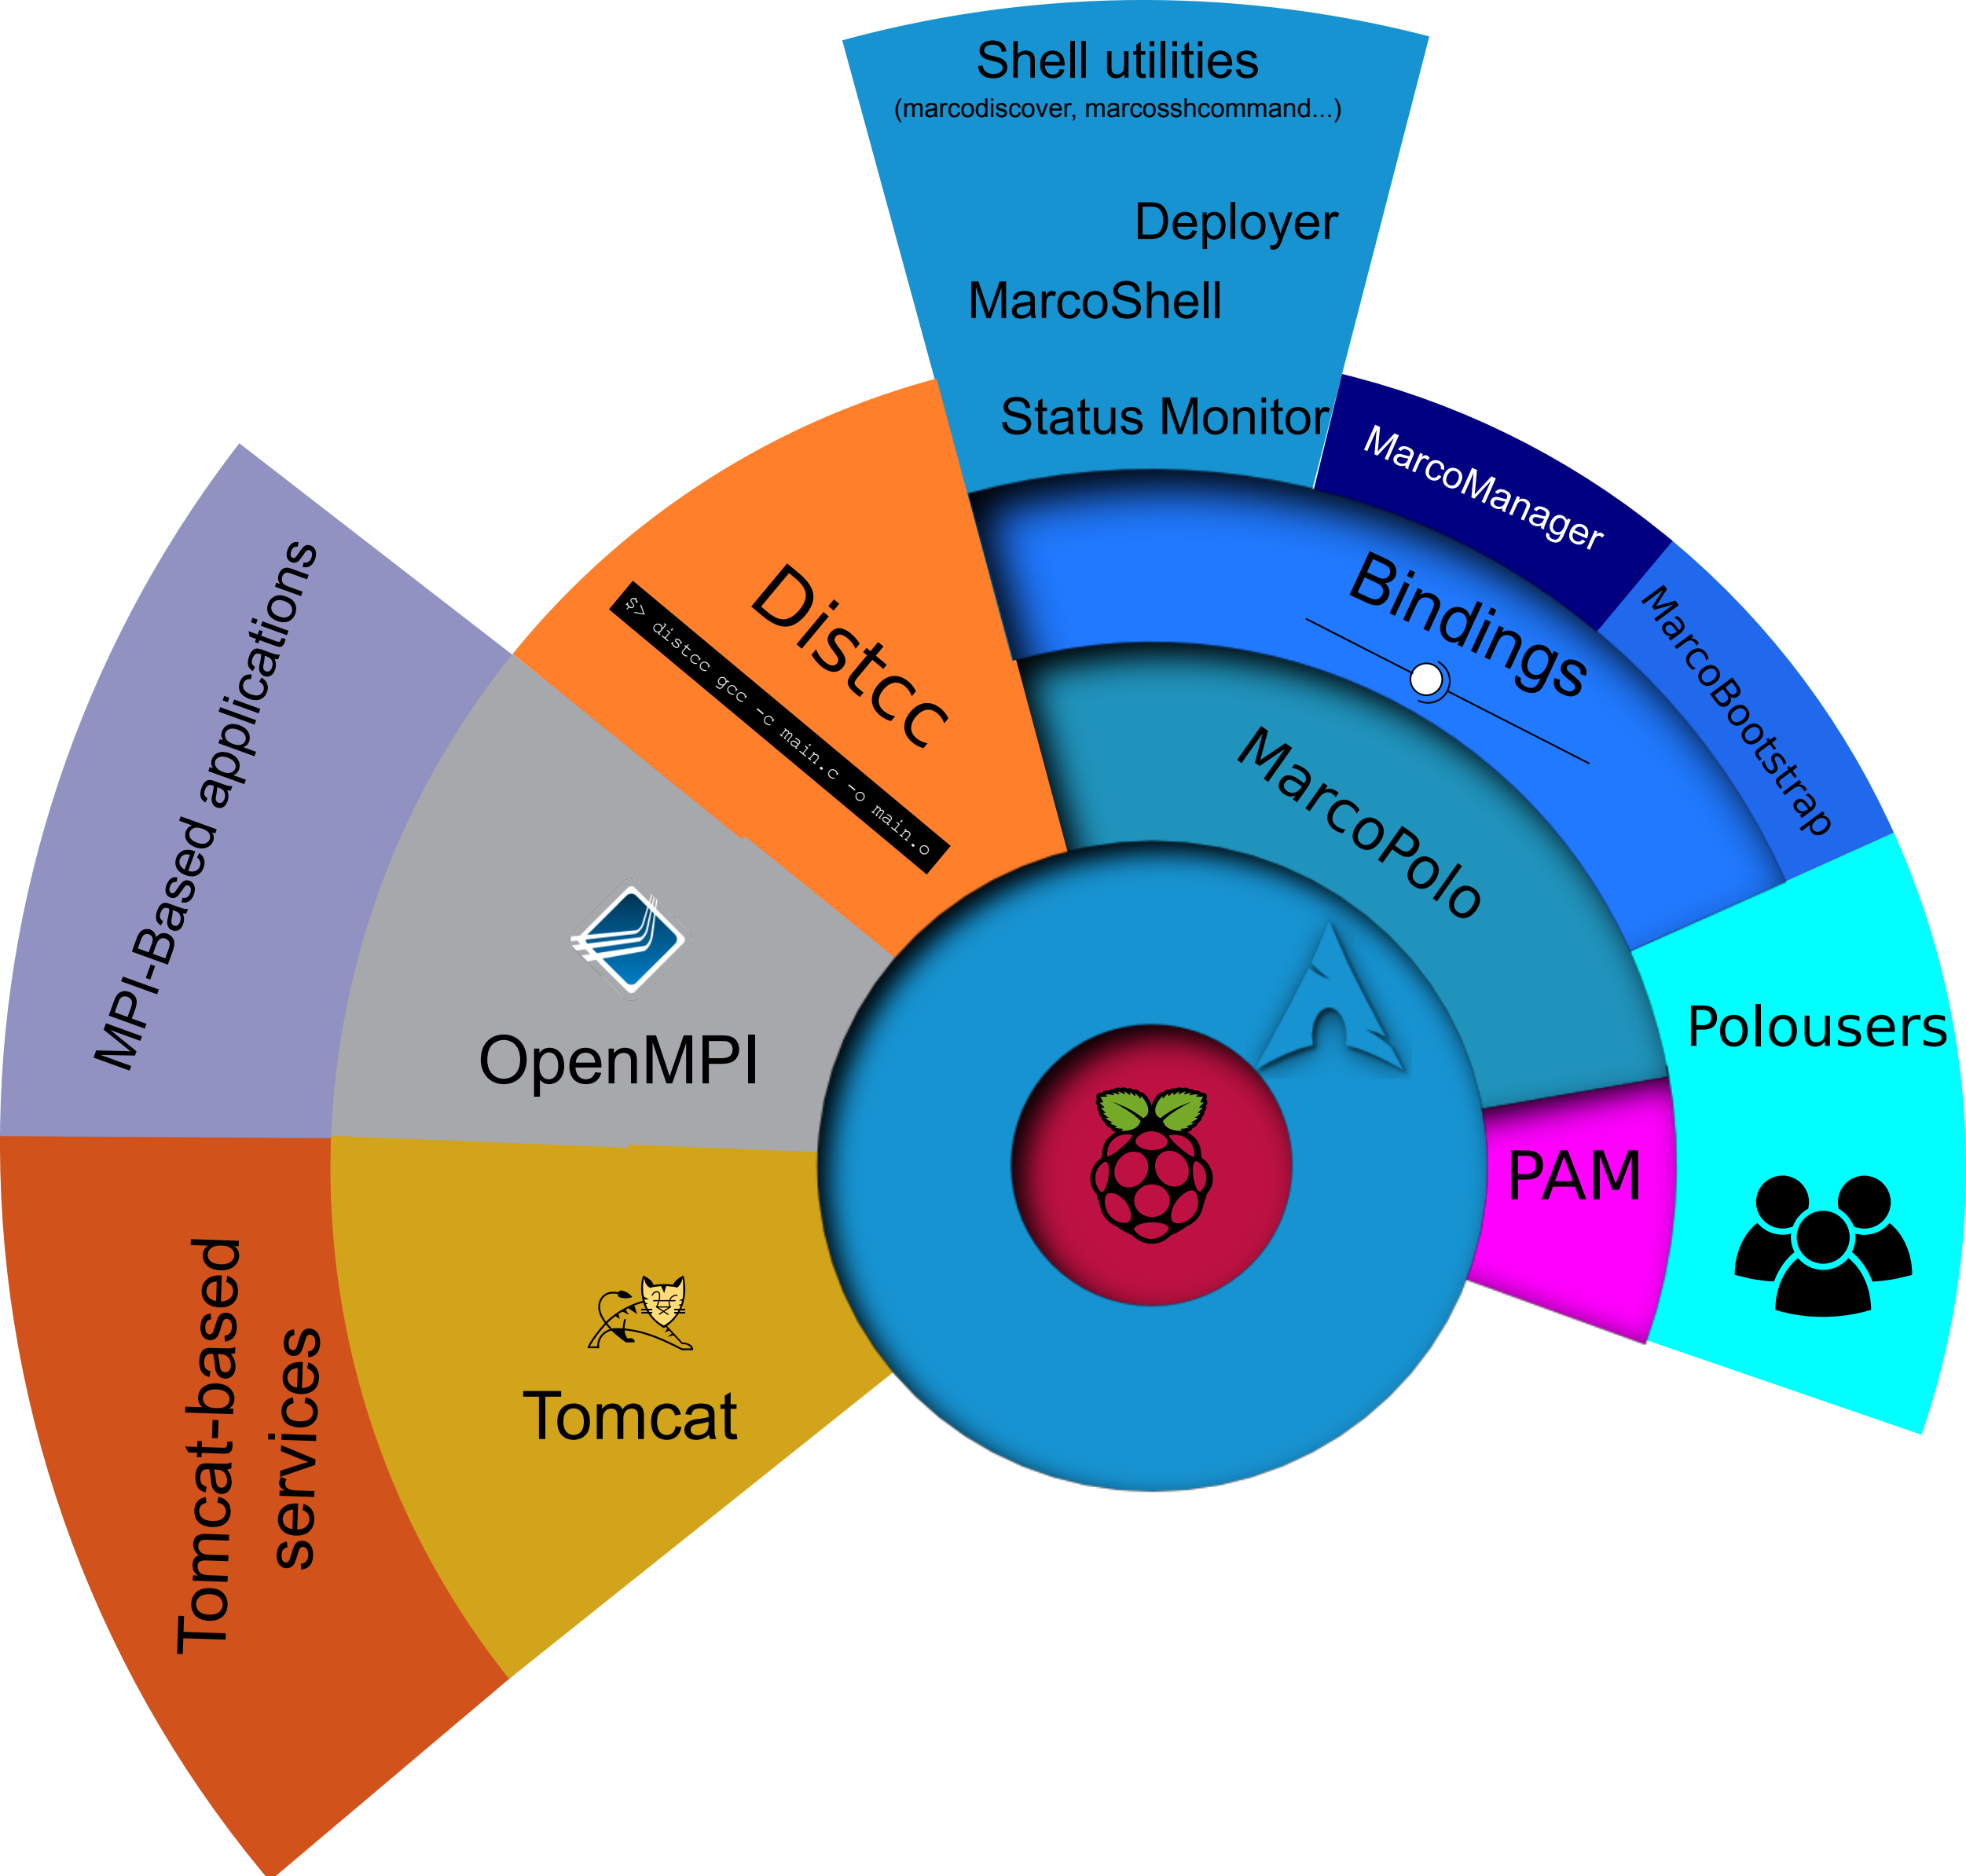 Shell utilities
(marcodiscover, marcosshcommand...)
Deployer
MarcoShell
Status Monitor
MarcoManager
MarcoBootstrap
Bindings
MarcoPolo
Distcc
$> distcc gcc -c main.c -o main.o
MPI-Based applications
OpenMPI
Polousers
PAM
Tomcat
Tomcat-based
services